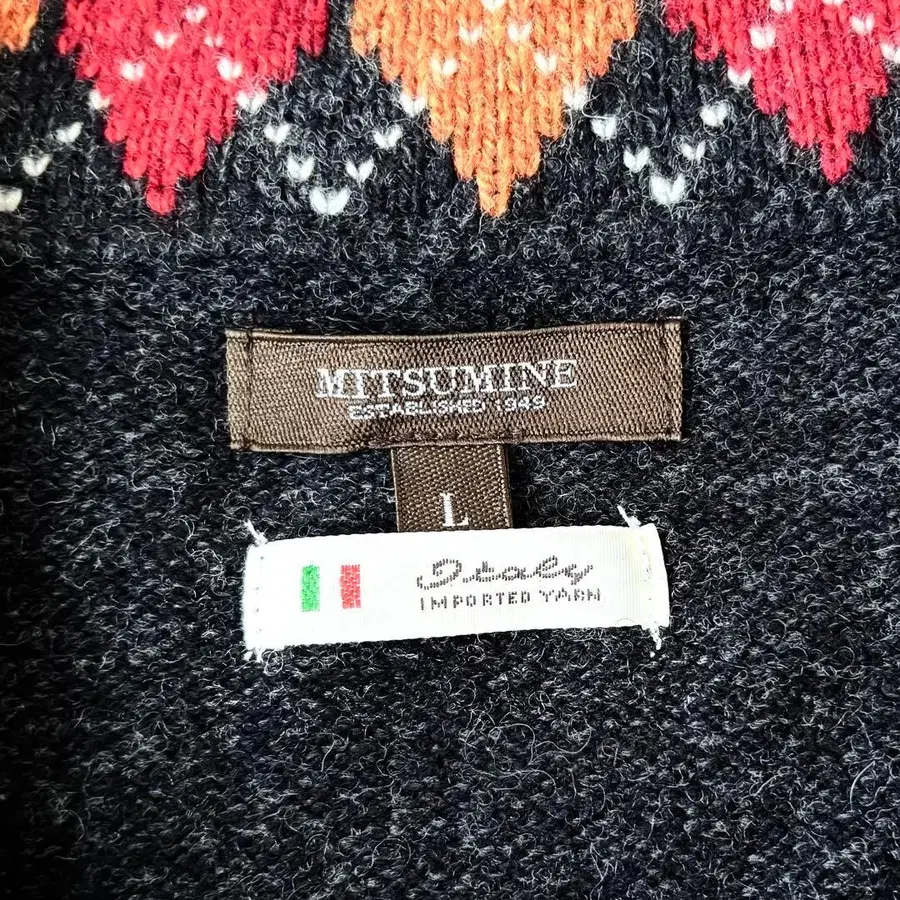 MITSUMINE
ESTABLISHED 1949
L
Italy
IMPORTED YARN